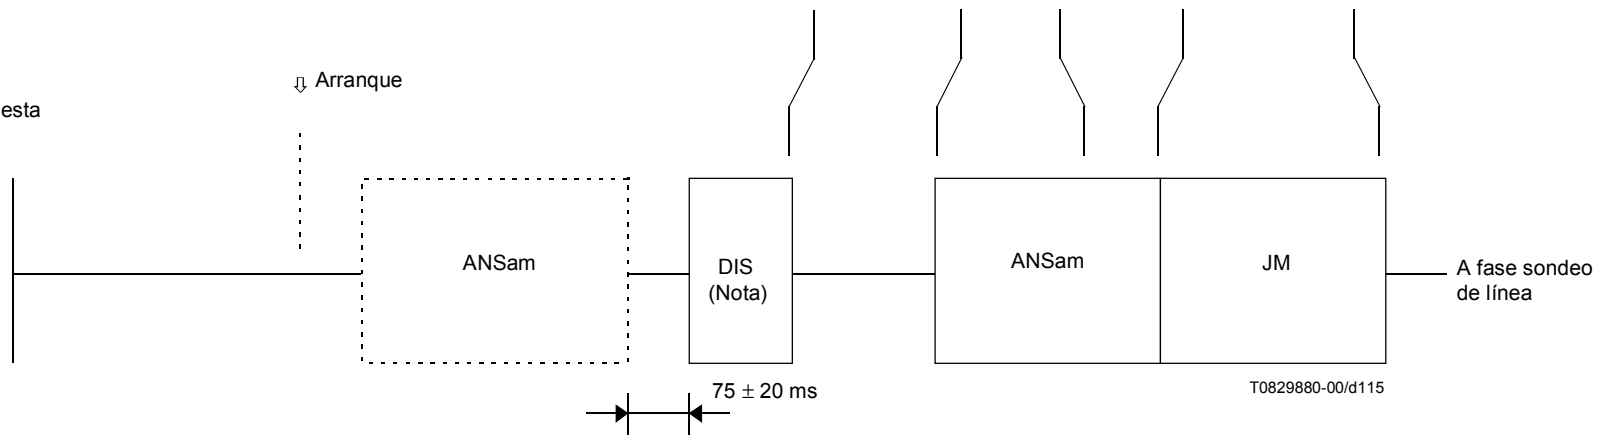 ⇩ Arranque
esta
ANSam
DIS
(Nota)
ANSam
JM
A fase sondeo
de línea
75 ± 20 ms
T0829880-00/d115